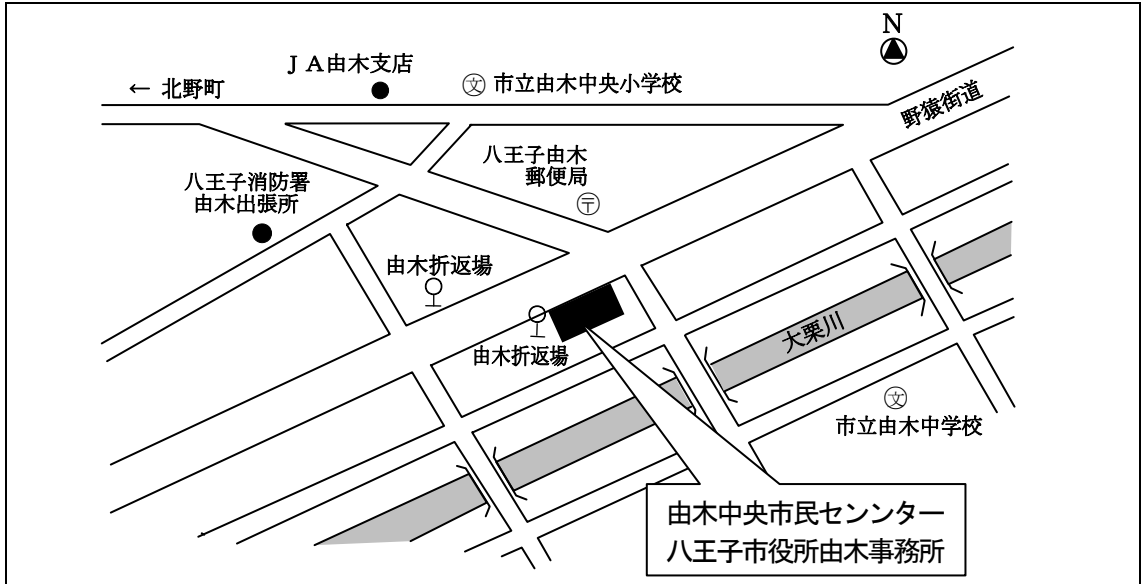 N
ＪＡ由木支店
← 北野町
㊛文 市立由木中央小学校
野猿街道
八王子由木
郵便局
〒
八王子消防署
由木出張所
由木折返場
由木折返場
大栗川
文
市立由木中学校
由木中央市民センンター
八王子市役所由木事務所